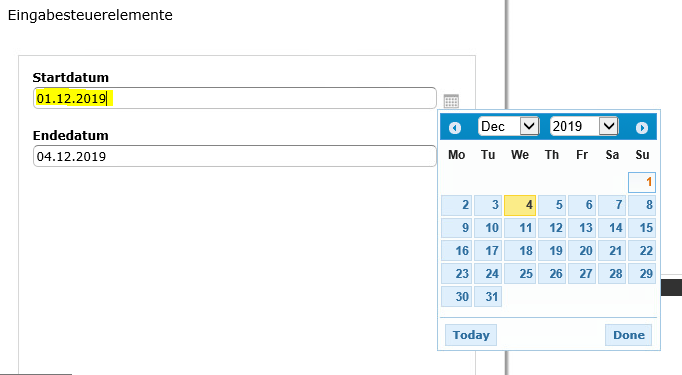 Eingabesteuerelemente
Startdatum
01.12.2019
Endedatum
04.12.2019
Dec 2019
Mo Tu We Th Fr Sa Su
1
2 3 4 5 6 7 8
9 10 11 12 13 14 15
16 17 18 19 20 21 22
23 24 25 26 27 28 29
30 31
Today Done